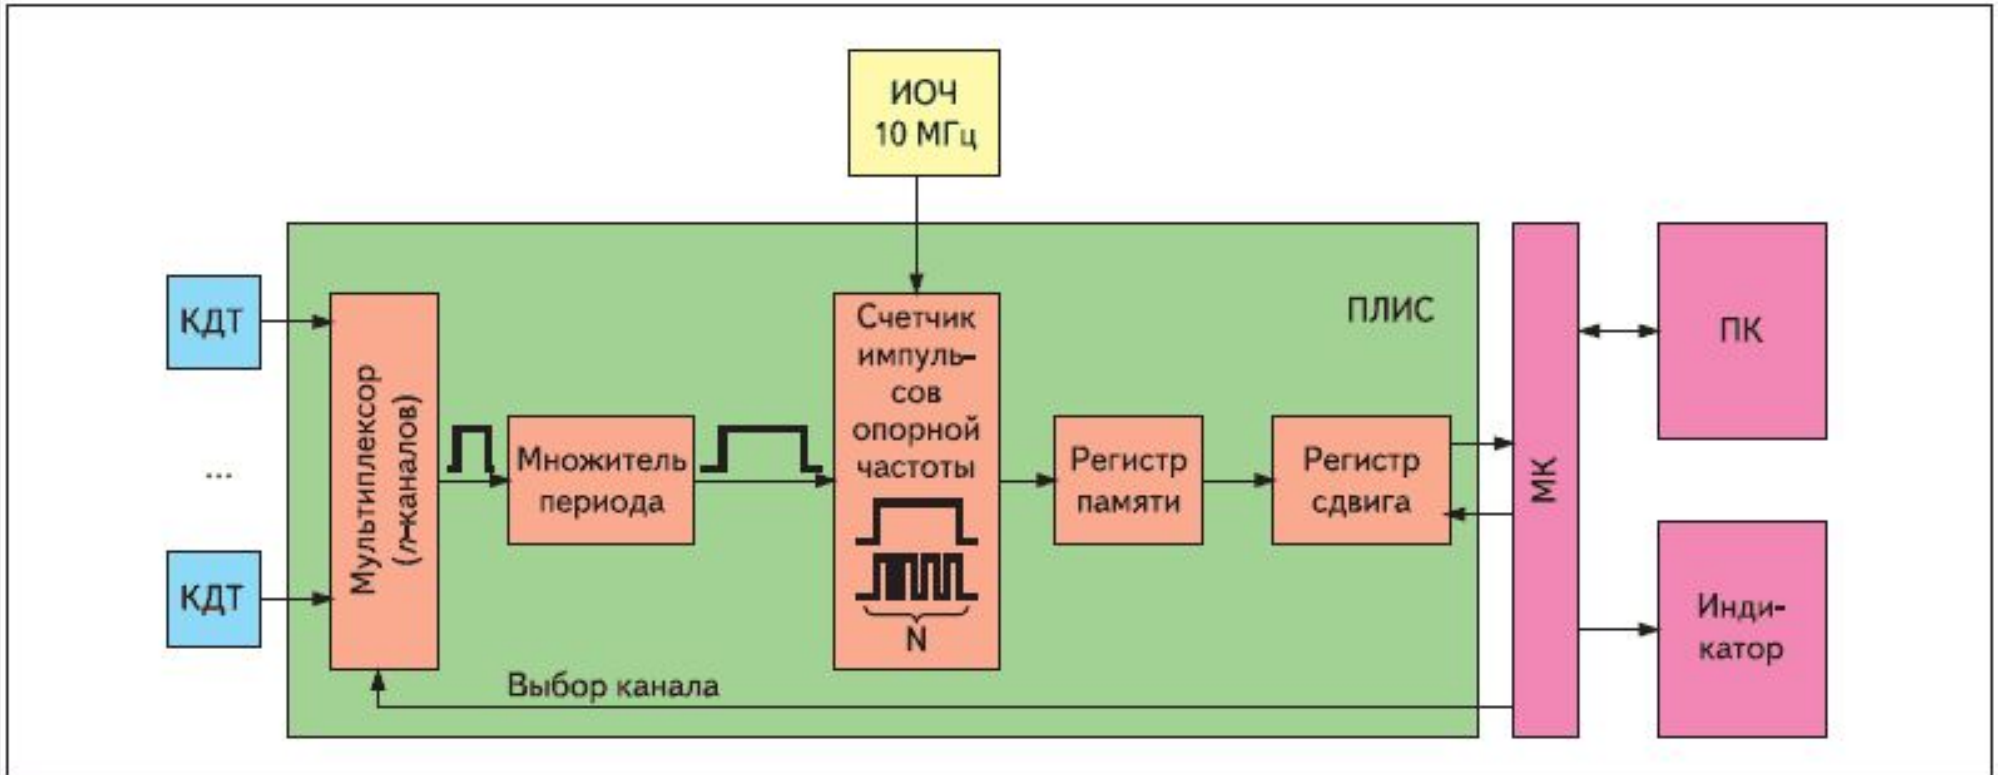 ИОЧ
10 МГц
ПЛИС
КДТ
...
КДТ
Мультиплексор
(n-каналов)
Множитель
периода
Счетчик
импуль-
сов
опорной
частоты
N
Регистр
памяти
Регистр
сдвига
Выбор канала
МК
ПК
Инди-
катор